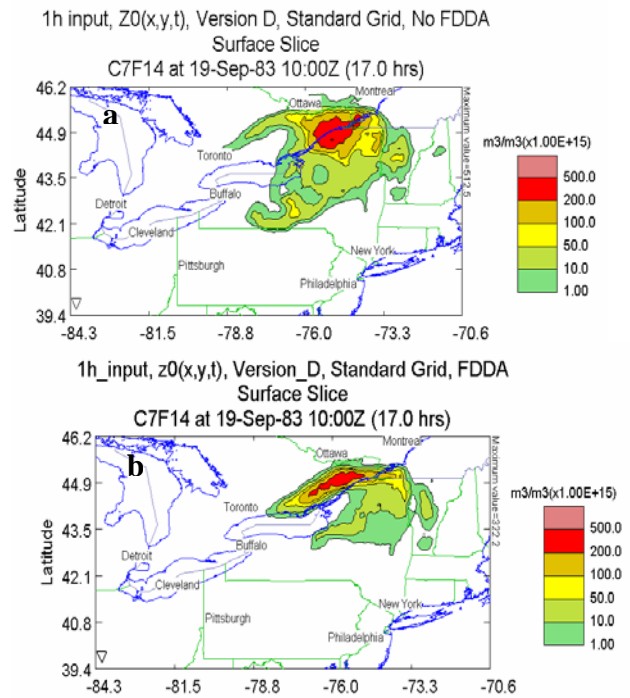 1h input, Z0(x,y,t), Version D, Standard Grid, No FDDA
Surface Slice
C7F14 at 19-Sep-83 10:00Z (17.0 hrs)
a
Latitude
46.2
44.9
43.5
42.1
40.8
39.4
-84.3 -81.5 -78.8 -76.0 -73.3 -70.6
Montreal
Ottawa
Toronto
Buffalo
Detroit
Cleveland
New York
Pittsburgh
Philadelphia
Maximum value=512.5
m3/m3(x1.00E+15)
500.0
200.0
100.0
50.0
10.0
1.00
1h_input, z0(x,y,t), Version_D, Standard Grid, FDDA
Surface Slice
C7F14 at 19-Sep-83 10:00Z (17.0 hrs)
b
Latitude
46.2
44.9
43.5
42.1
40.8
39.4
-84.3 -81.5 -78.8 -76.0 -73.3 -70.6
Montreal
Ottawa
Toronto
Buffalo
Detroit
Cleveland
New York
Pittsburgh
Philadelphia
Maximum value=322.2
m3/m3(x1.00E+15)
500.0
200.0
100.0
50.0
10.0
1.00